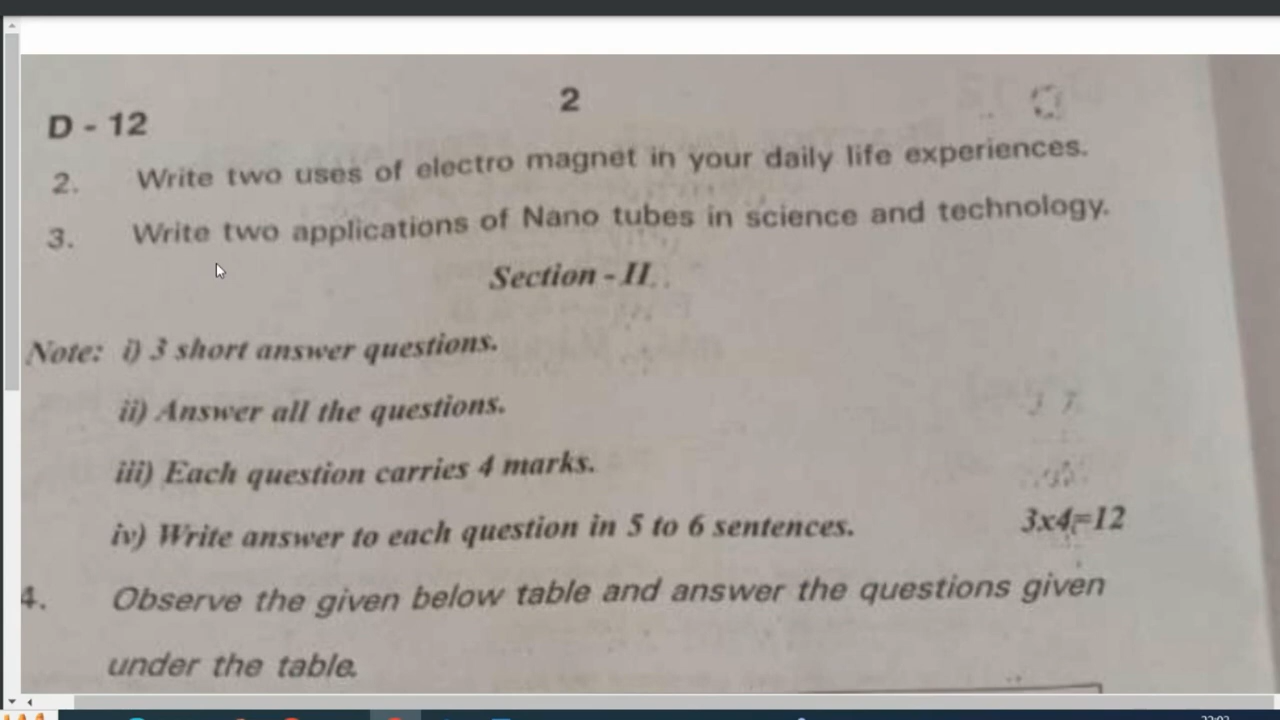 2
D - 12
2. Write two uses of electro magnet in your daily life experiences.
3. Write two applications of Nano tubes in science and technology.
Section - II
Note: i) 3 short answer questions.
ii) Answer all the questions.
iii) Each question carries 4 marks.
iv) Write answer to each question in 5 to 6 sentences. 3x4=12
4. Observe the given below table and answer the questions given
under the table.